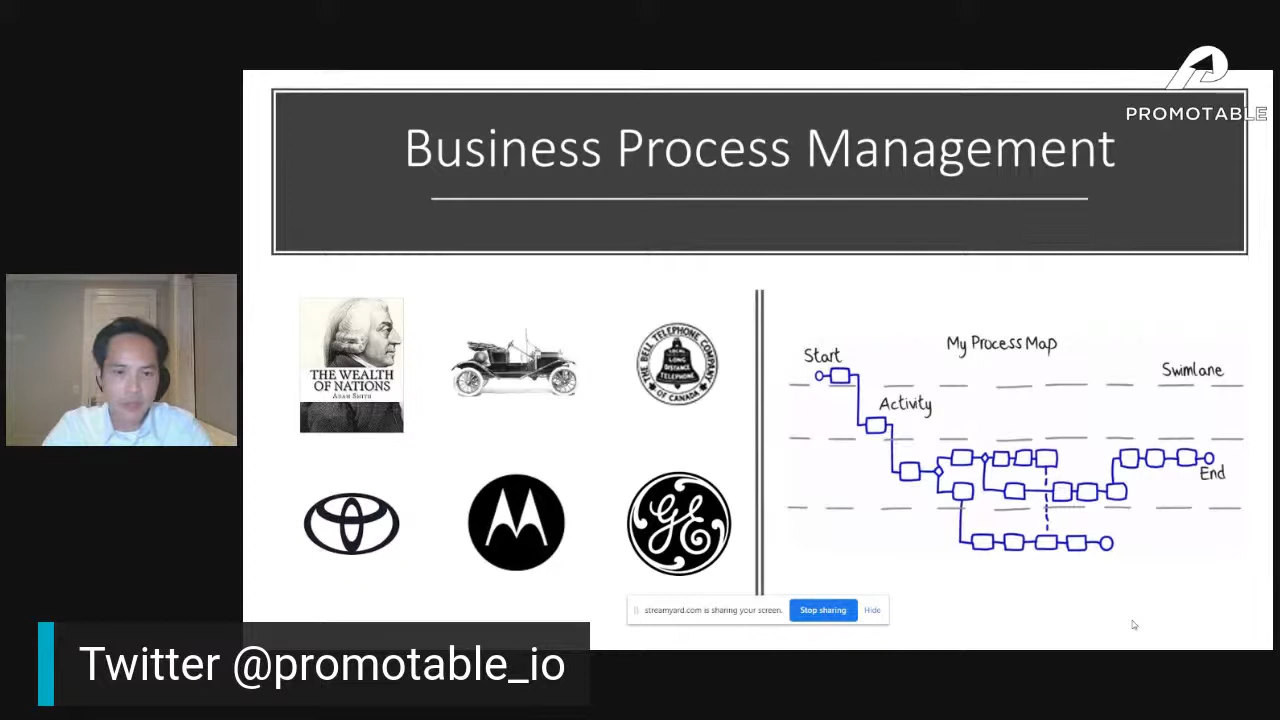 PROMOTABLE
Business Process Management
THE WEALTH
OF NATIONS
ADAM SMITH
THE BELL TELEPHONE COMPANY
OF CANADA
LOCAL
LONG
DISTANCE
TELEPHONE
GE
My Process Map
Start
Swimlane
Activity
End
streamyard.com is sharing your screen.
Stop sharing
Hide
Twitter @promotable_io